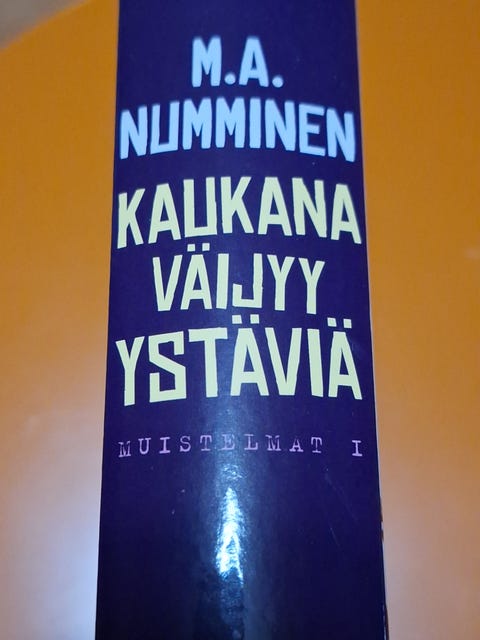 M.A.
NUMMINEN
KAUKANA
VÄIJYY
YSTÄVIÄ
MUISTELMAT I